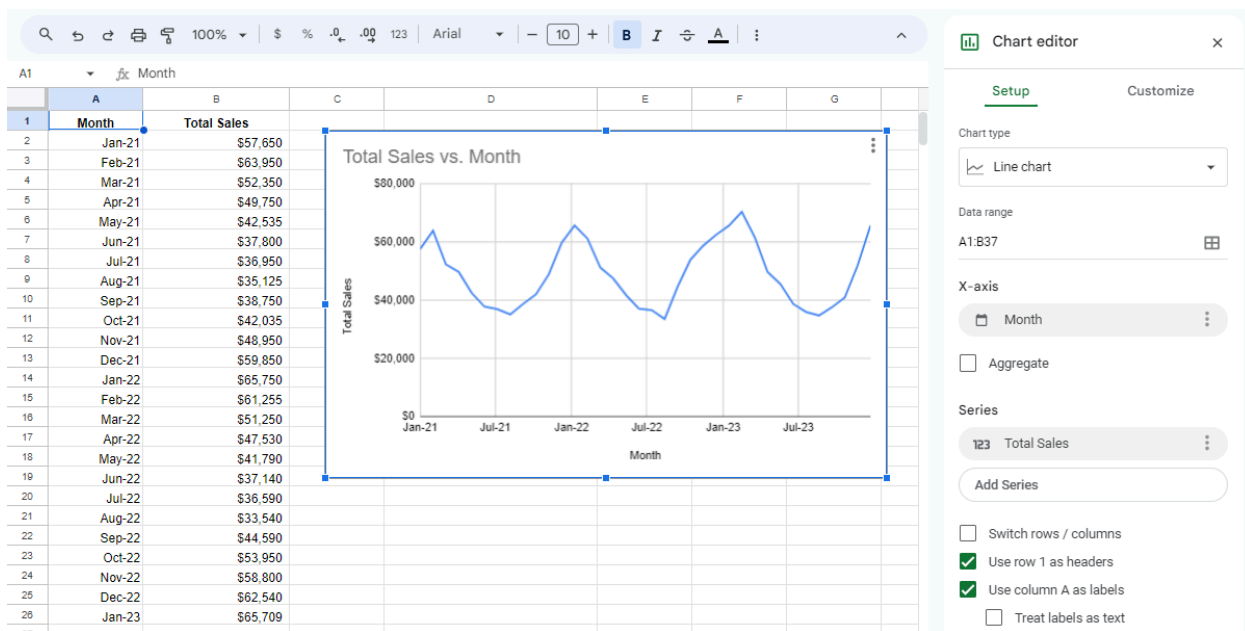 100% $ % .0 .00 123 Arial − 10 + B I S A
A1 fx Month
A B C D E F G
1 Month Total Sales
2 Jan-21 $57,650
3 Feb-21 $63,950
4 Mar-21 $52,350
5 Apr-21 $49,750
6 May-21 $42,535
7 Jun-21 $37,800
8 Jul-21 $36,950
9 Aug-21 $35,125
10 Sep-21 $38,750
11 Oct-21 $42,035
12 Nov-21 $48,950
13 Dec-21 $59,850
14 Jan-22 $65,750
15 Feb-22 $61,255
16 Mar-22 $51,250
17 Apr-22 $47,530
18 May-22 $41,790
19 Jun-22 $37,140
20 Jul-22 $36,590
21 Aug-22 $33,540
22 Sep-22 $44,590
23 Oct-22 $53,950
24 Nov-22 $58,800
25 Dec-22 $62,540
26 Jan-23 $65,709
Total Sales vs. Month
$80,000
$60,000
$40,000
$20,000
$0
Total Sales
Jan-21 Jul-21 Jan-22 Jul-22 Jan-23 Jul-23
Month
Chart editor
Setup Customize
Chart type
Line chart
Data range
A1:B37
X-axis
Month
Aggregate
Series
123 Total Sales
Add Series
Switch rows / columns
Use row 1 as headers
Use column A as labels
Treat labels as text